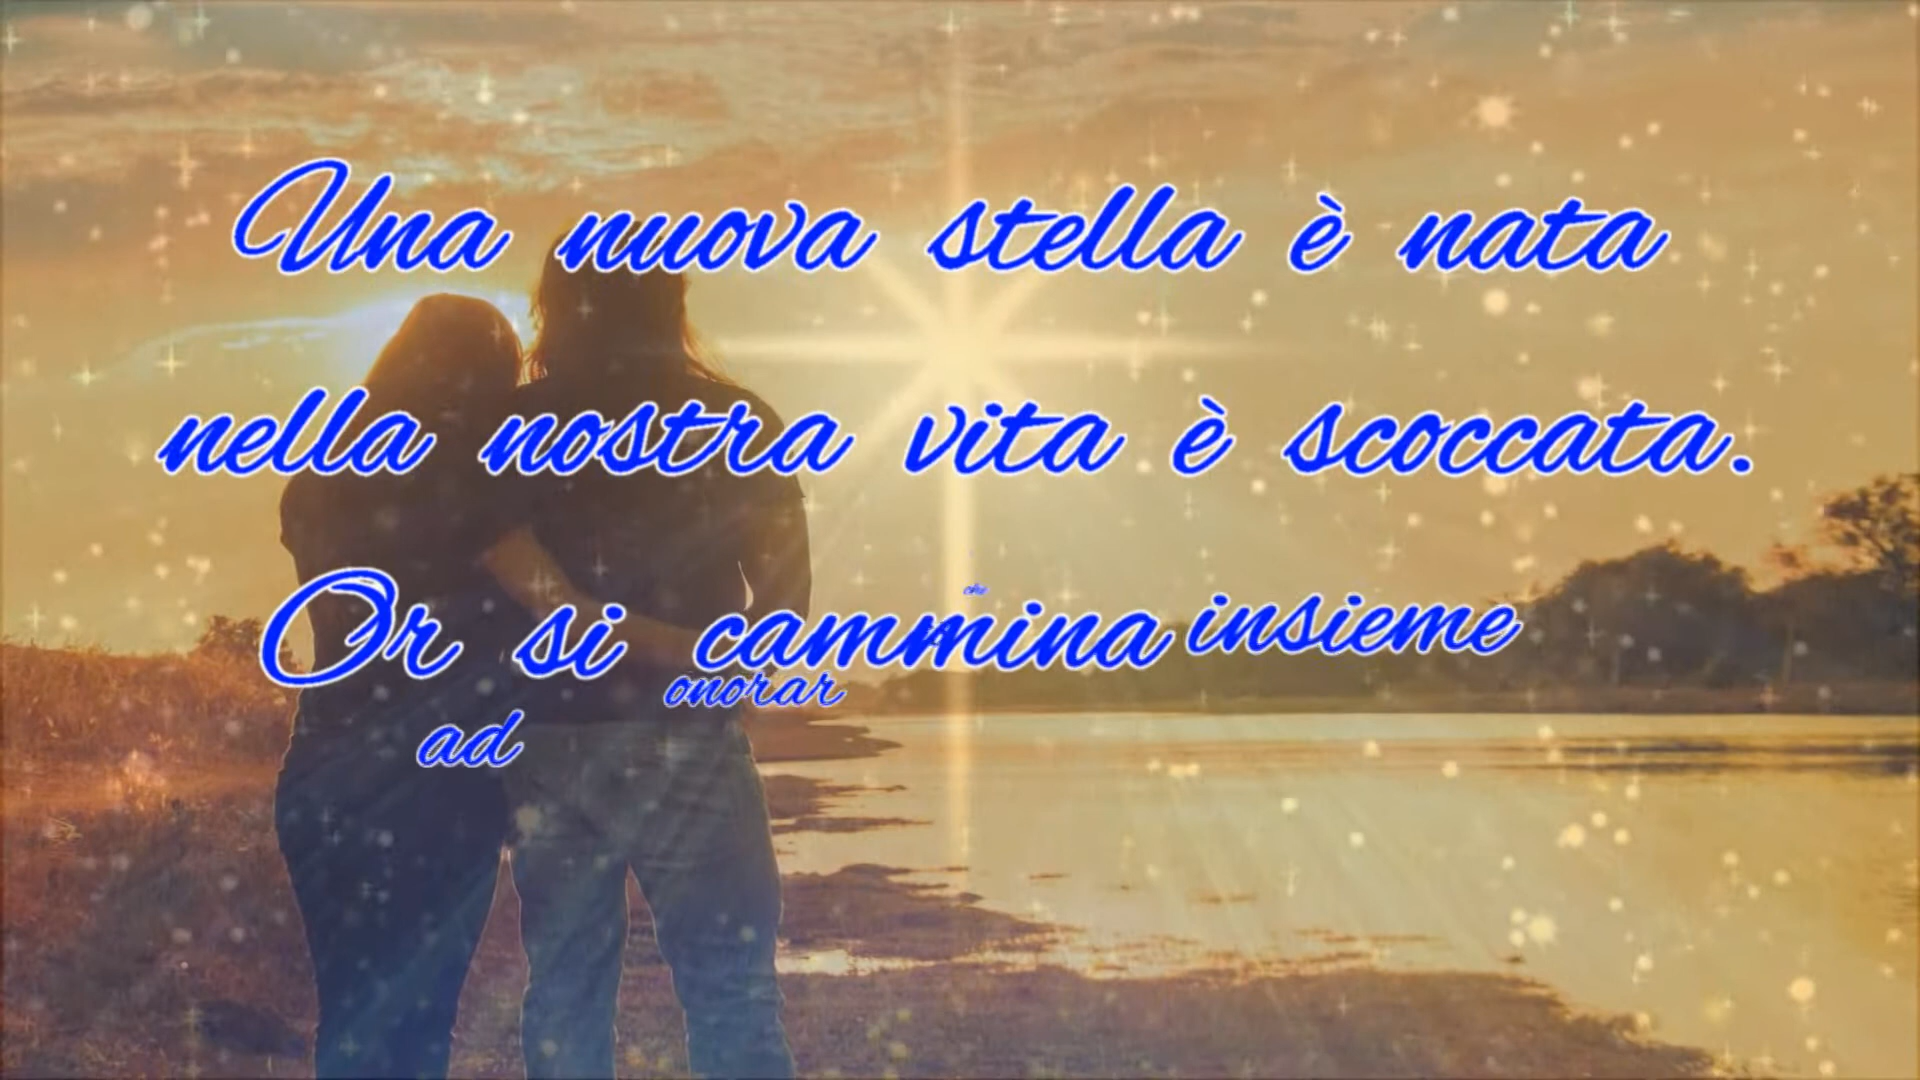 Una nuova stella è nata
nella nostra vita è scoccata.
Or si cammina insieme
ad onorar